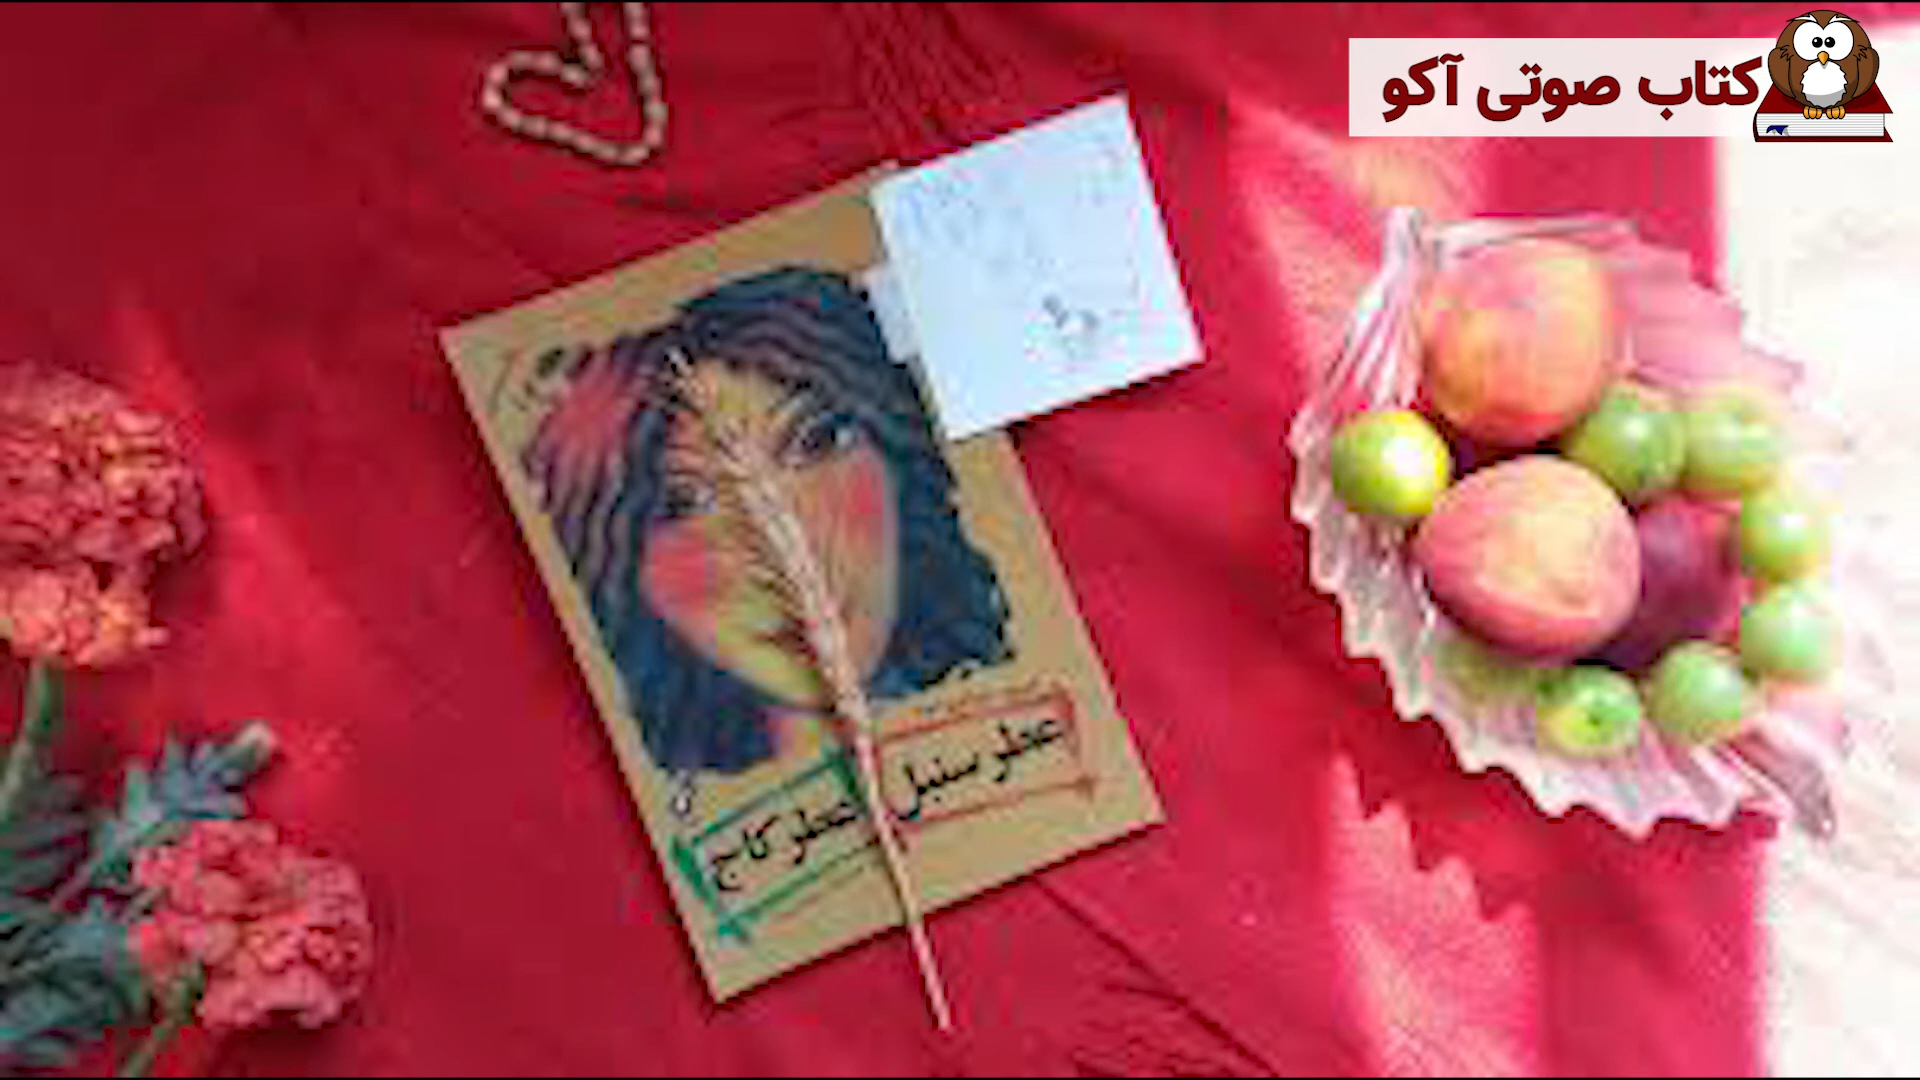 کتاب صوتی آکو
عطر سنبل
عطر کاج